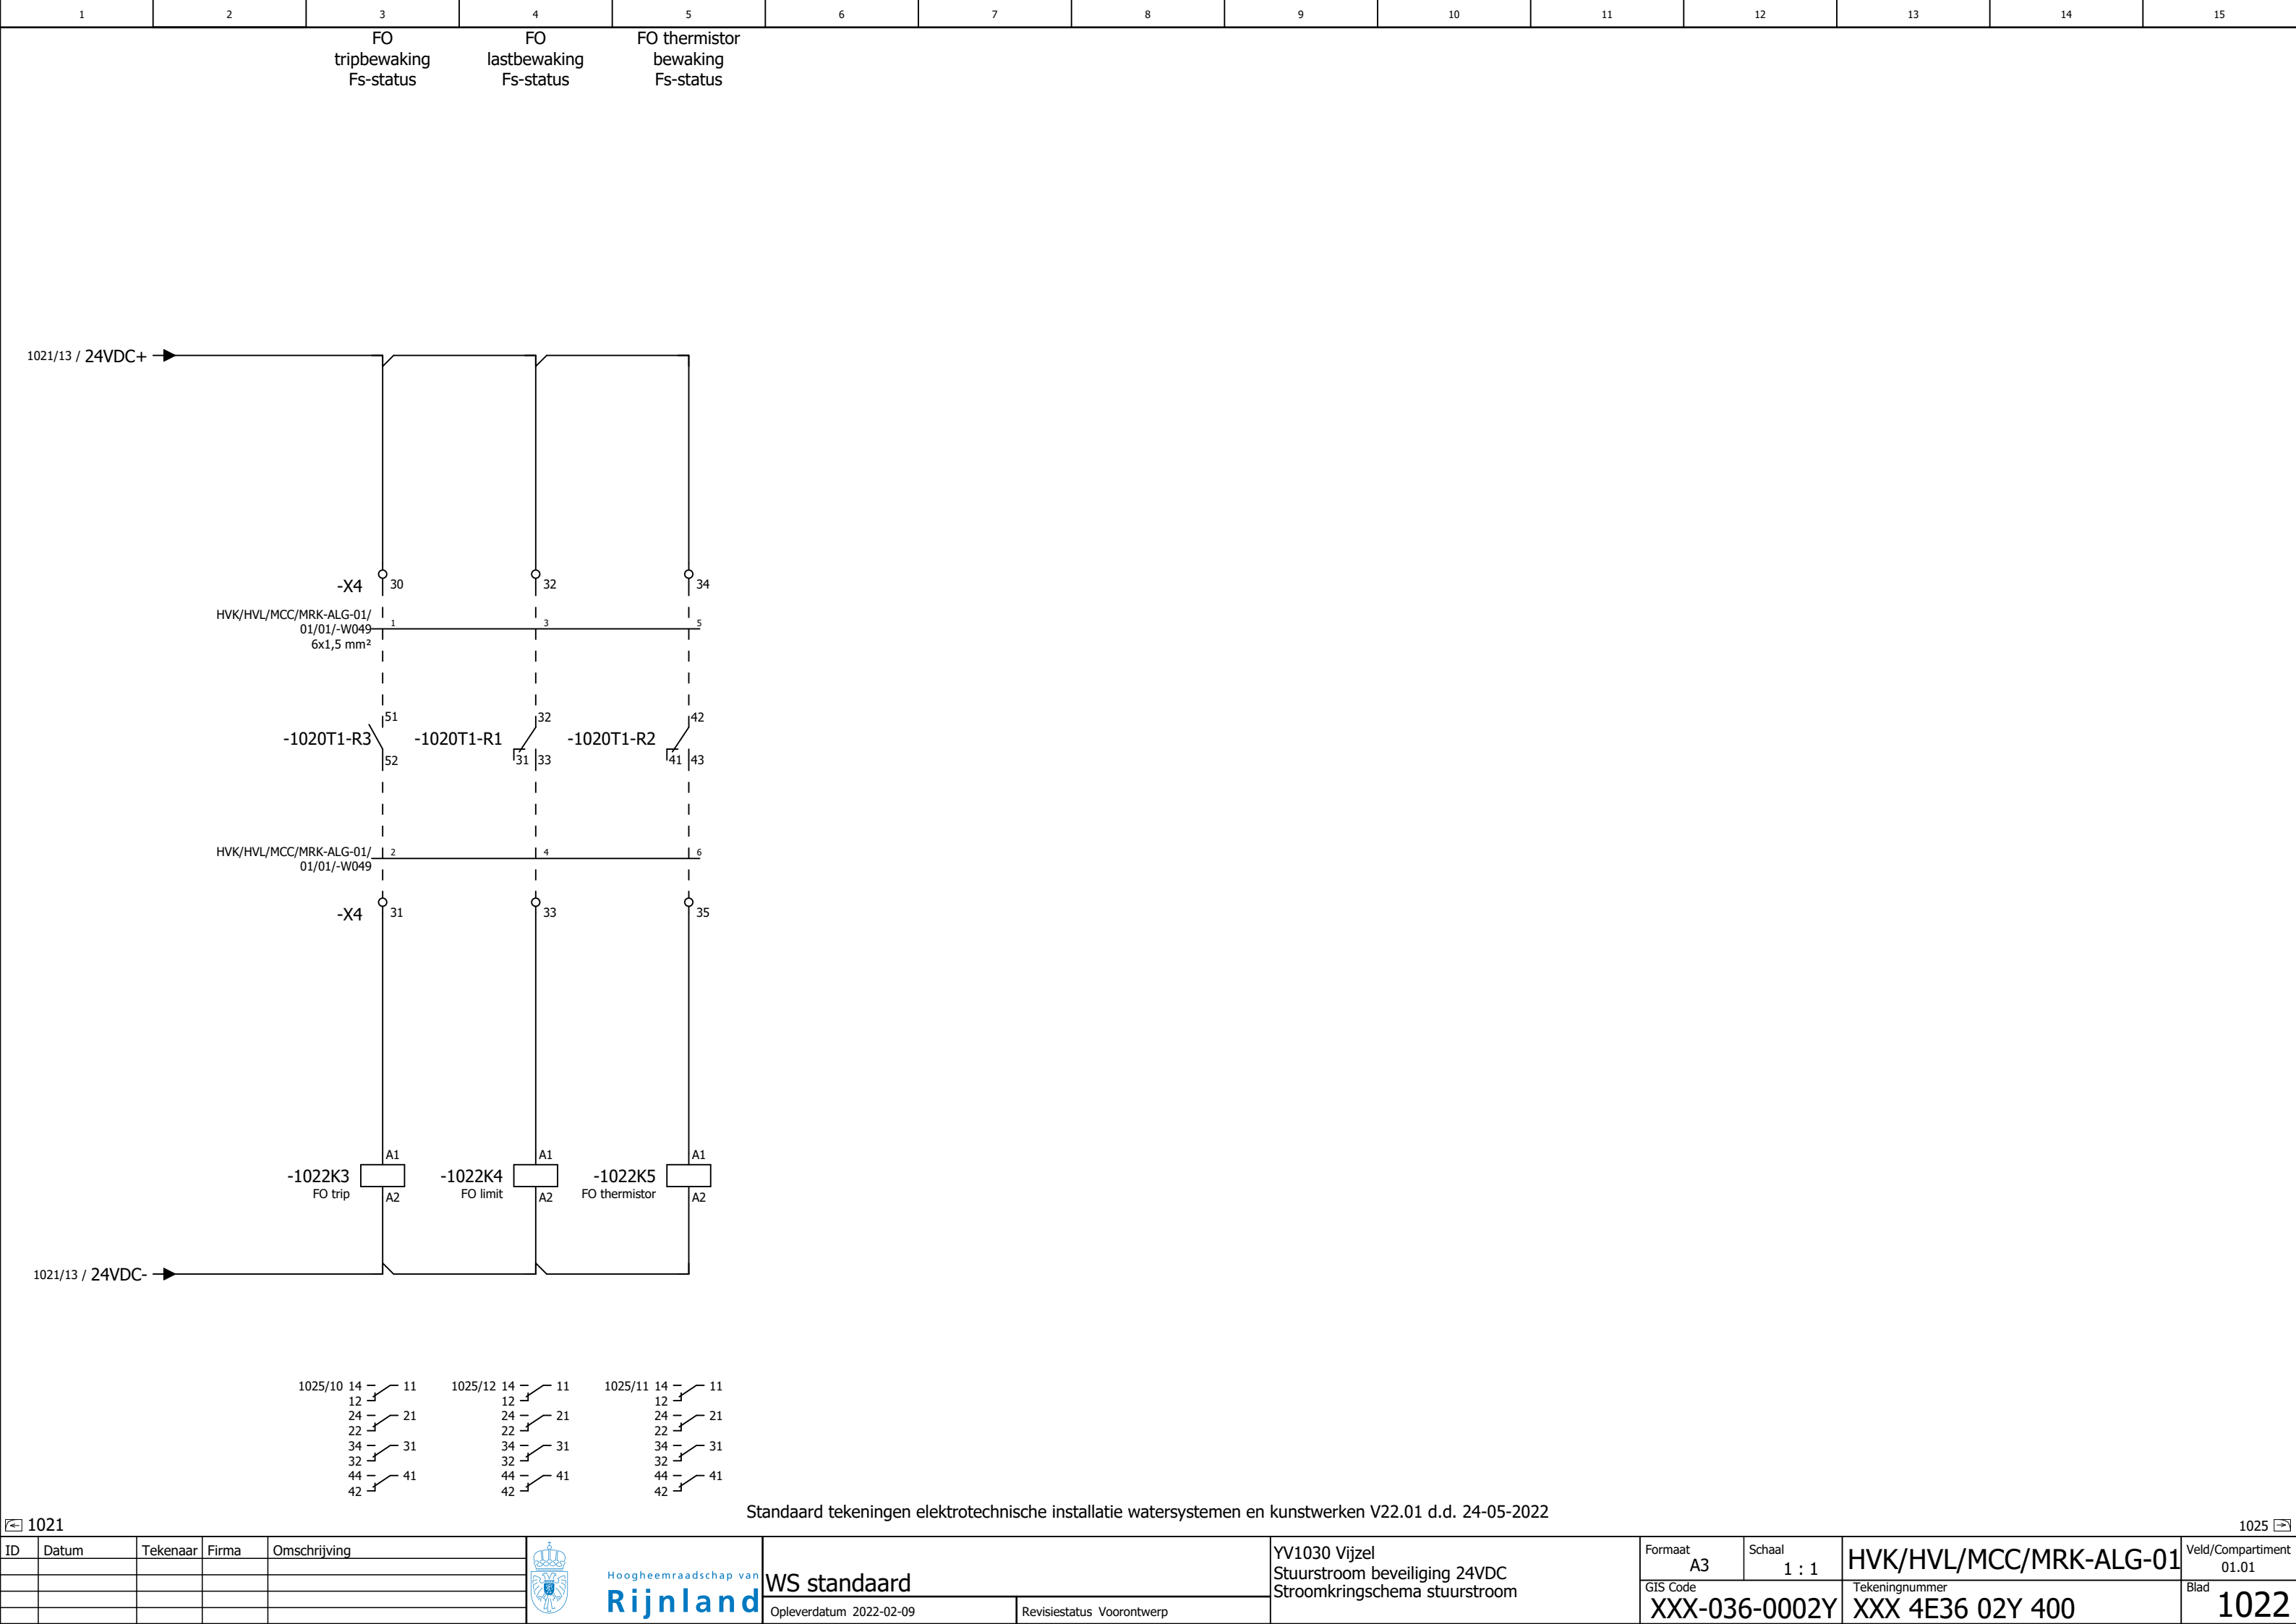 1 2 3 4 5 6 7 8 9 10 11 12 13 14 15
FO
tripbewaking
Fs-status
FO
lastbewaking
Fs-status
FO thermistor
bewaking
Fs-status
1021/13 / 24VDC+
-X4 30 32 34
HVK/HVL/MCC/MRK-ALG-01/
01/01/-W049
6x1,5 mm²
1 3 5
51 32 42
-1020T1-R3 -1020T1-R1 -1020T1-R2
52 31 33 41 43
HVK/HVL/MCC/MRK-ALG-01/
01/01/-W049
2 4 6
-X4 31 33 35
A1 A1 A1
-1022K3 -1022K4 -1022K5
FO trip FO limit FO thermistor
A2 A2 A2
1021/13 / 24VDC-
1025/10 14 11 1025/12 14 11 1025/11 14 11
12 12 12
24 21 24 21 24 21
22 22 22
34 31 34 31 34 31
32 32 32
44 41 44 41 44 41
42 42 42
Standaard tekeningen elektrotechnische installatie watersystemen en kunstwerken V22.01 d.d. 24-05-2022
1021
1025
ID Datum Tekenaar Firma Omschrijving
Hoogheemraadschap van
Rijnland
WS standaard
Opleverdatum 2022-02-09
Revisiestatus Voorontwerp
YV1030 Vijzel
Stuurstroom beveiliging 24VDC
Stroomkringschema stuurstroom
Formaat
A3
Schaal
1 : 1
HVK/HVL/MCC/MRK-ALG-01
Veld/Compartiment
01.01
GIS Code
XXX-036-0002Y
Tekeningnummer
XXX 4E36 02Y 400
Blad
1022